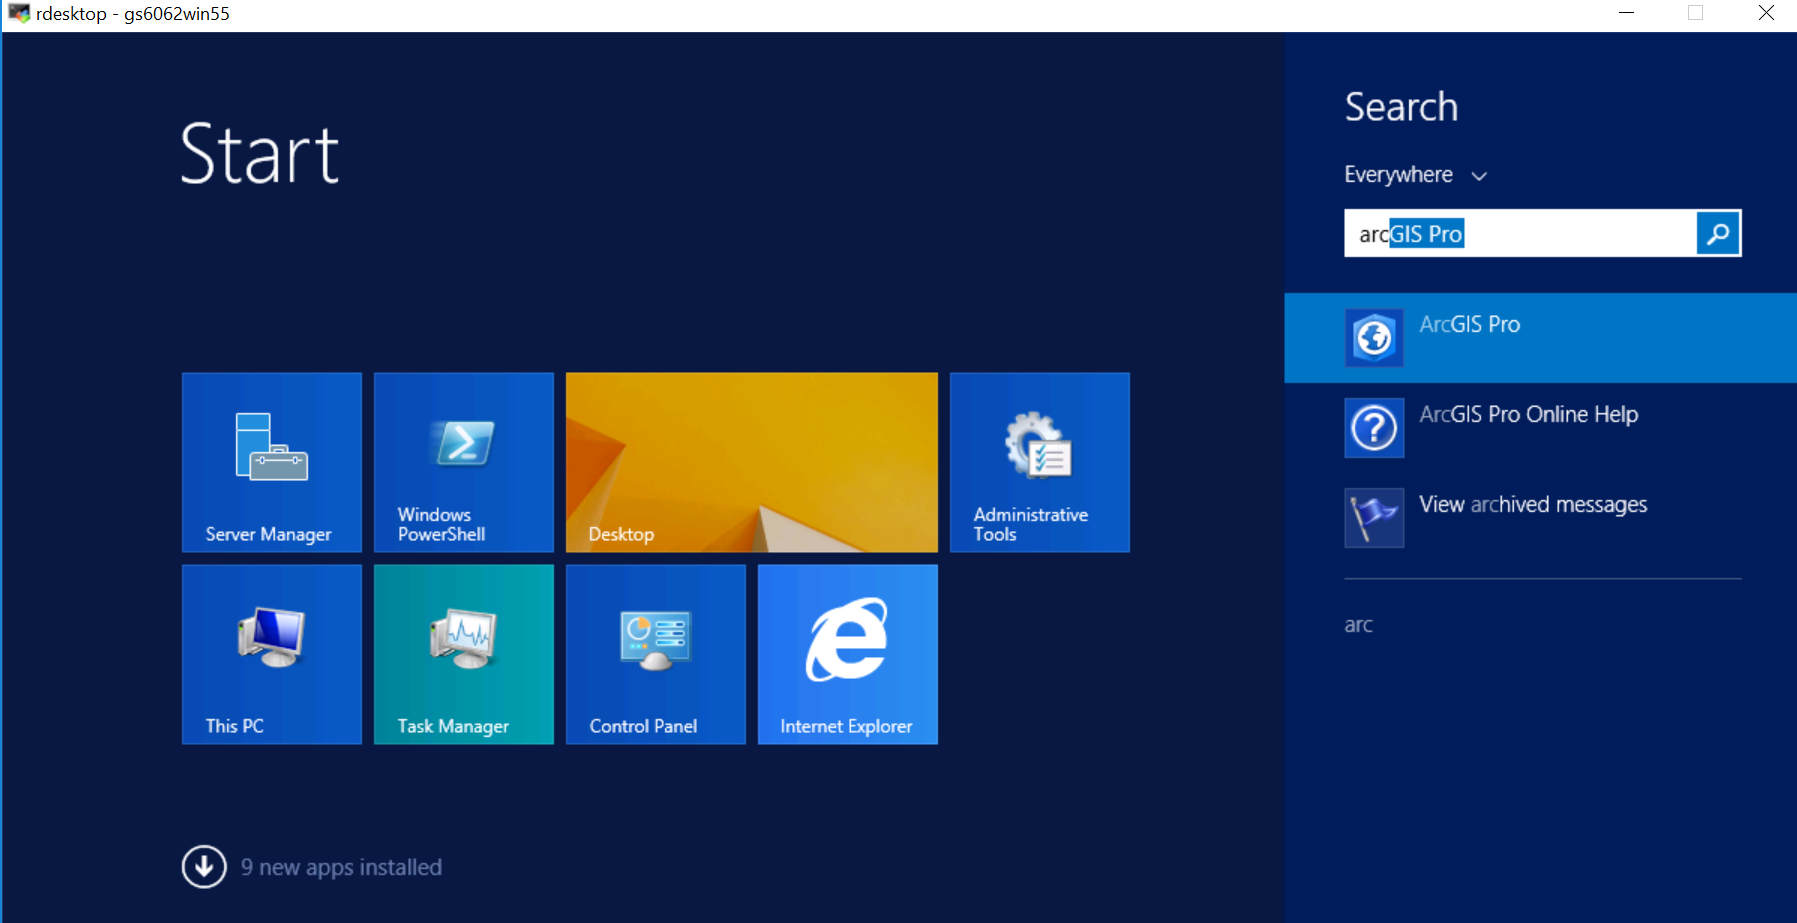 rdesktop - gs6062win55
Start
Search
Everywhere
arcGIS Pro
ArcGIS Pro
ArcGIS Pro Online Help
View archived messages
arc
Server Manager
Windows
PowerShell
Desktop
Administrative
Tools
This PC
Task Manager
Control Panel
Internet Explorer
9 new apps installed